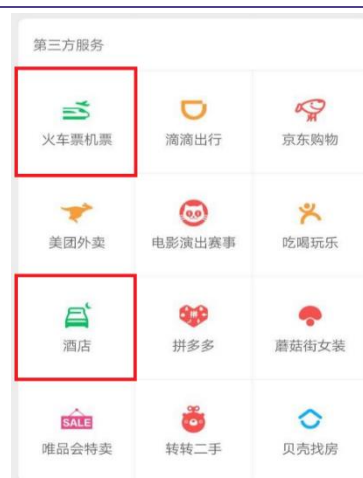 第三方服务
火车票机票
滴滴出行
京东购物
美团外卖
电影演出赛事
吃喝玩乐
酒店
拼多多
蘑菇街女装
SALE
唯品会特卖
转转二手
贝壳找房